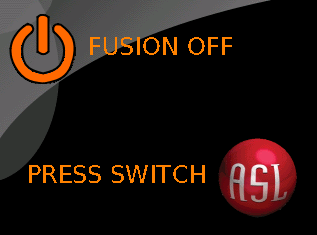 FUSION OFF
PRESS SWITCH
ASL